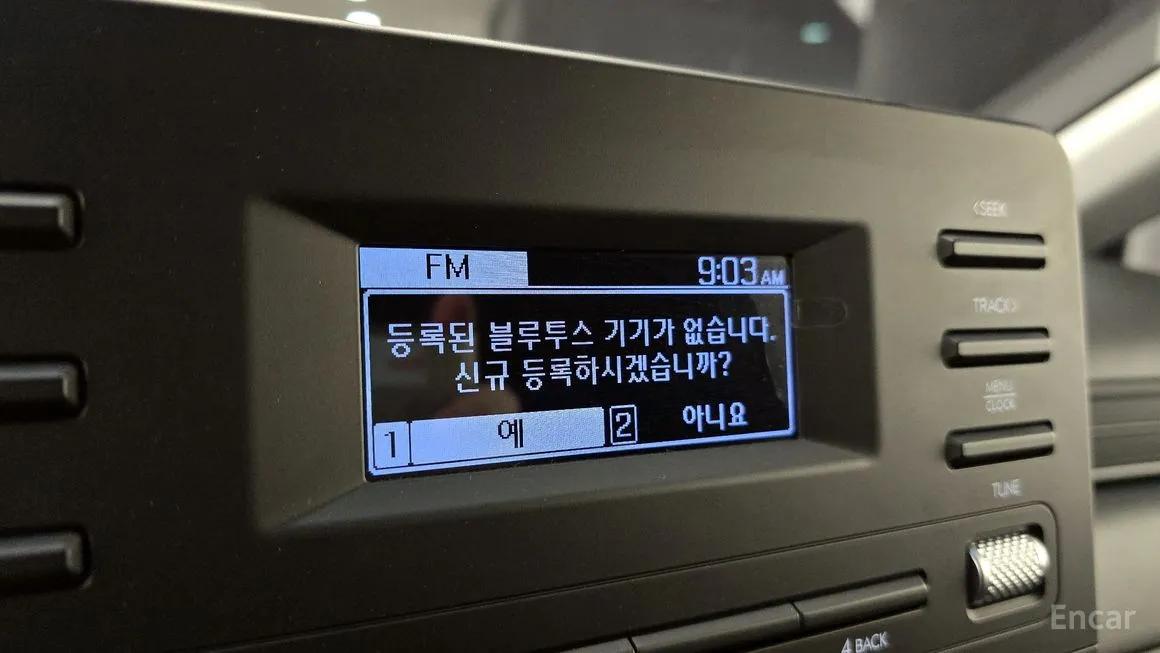 <SEEK
FM
9:03 AM
TRACK>
등록된 블루투스 기기가 없습니다.
신규 등록하시겠습니까?
MENU
CLOCK
1 예 2 아니요
TUNE
4 BACK
Encar